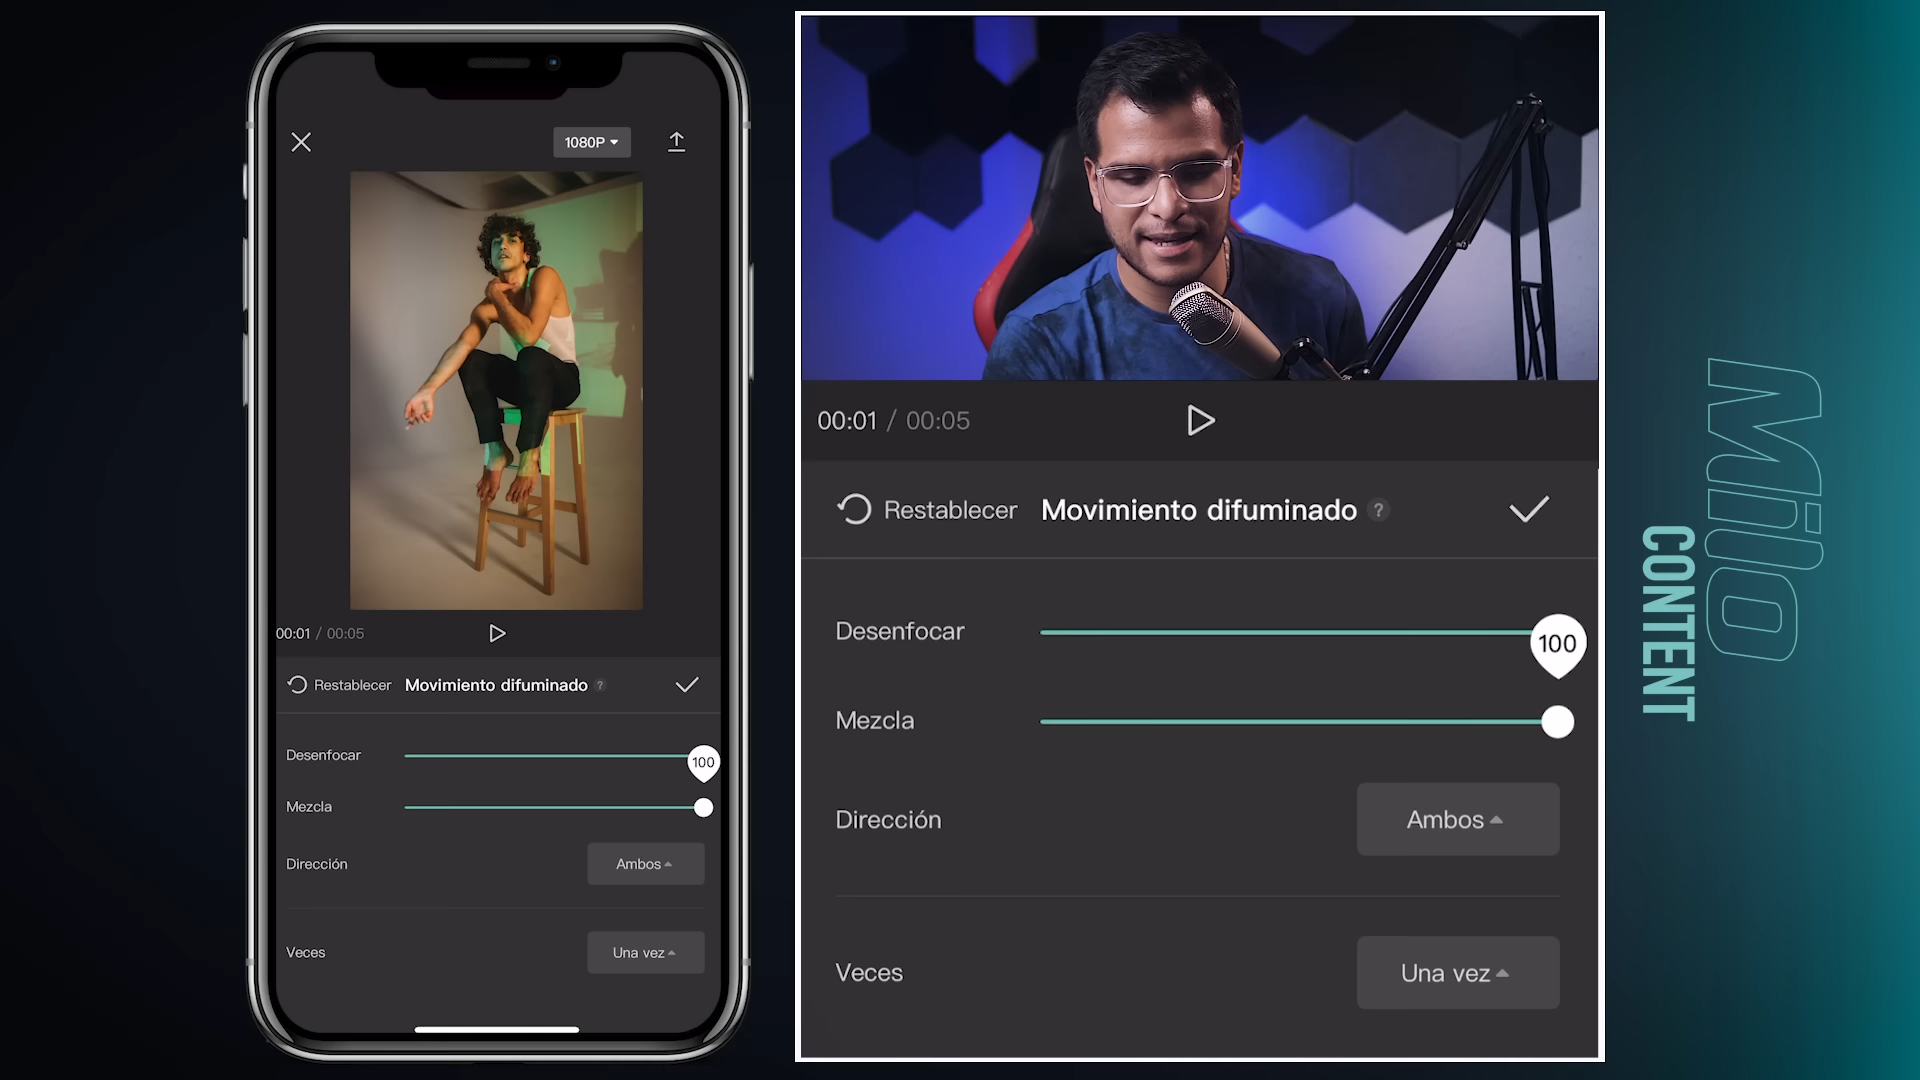 1080P
00:01 / 00:05
Restablecer Movimiento difuminado ?
Desenfocar
100
Mezcla
Dirección
Ambos
Veces
Una vez
00:01 / 00:05
Restablecer Movimiento difuminado ?
Desenfocar
100
Mezcla
Dirección
Ambos
Veces
Una vez
Milo
CONTENT